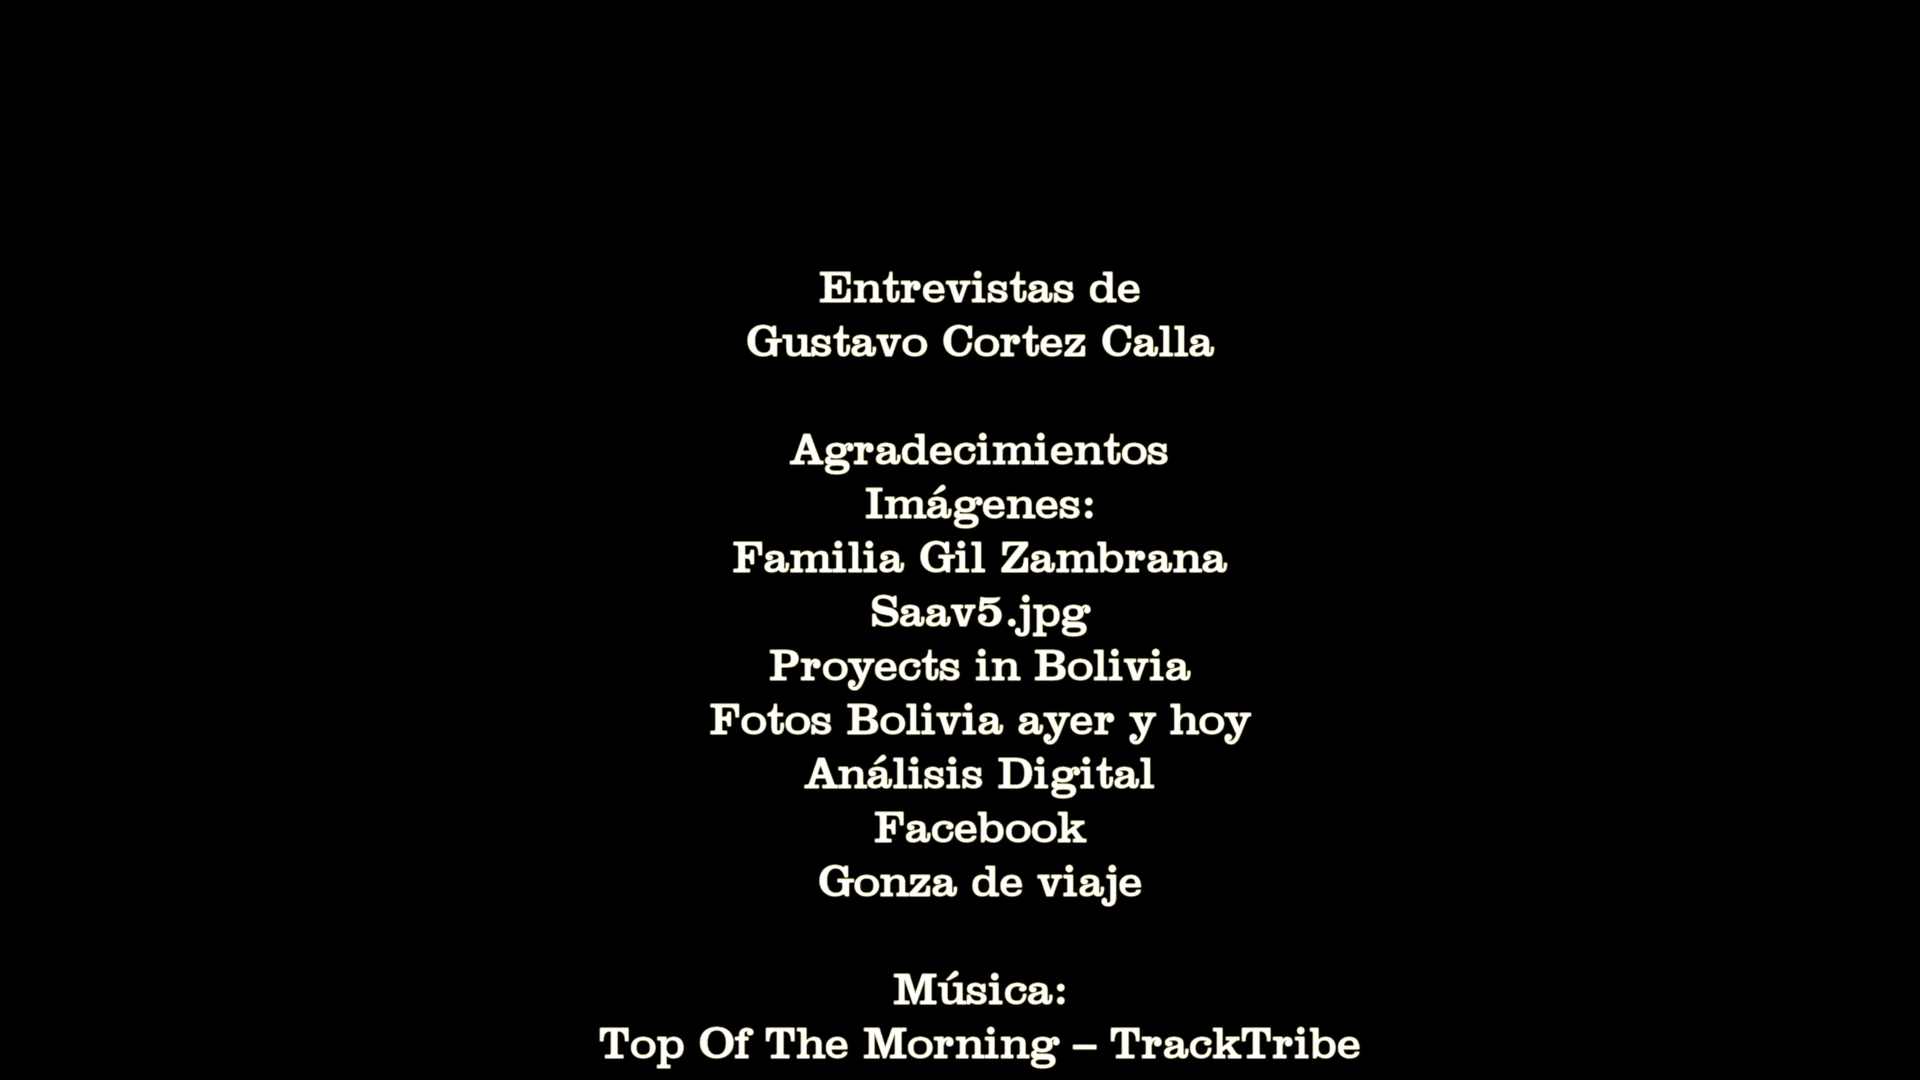 Entrevistas de
Gustavo Cortez Calla
Agradecimientos
Imágenes:
Familia Gil Zambrana
Saav5.jpg
Proyects in Bolivia
Fotos Bolivia ayer y hoy
Análisis Digital
Facebook
Gonza de viaje
Música:
Top Of The Morning – TrackTribe